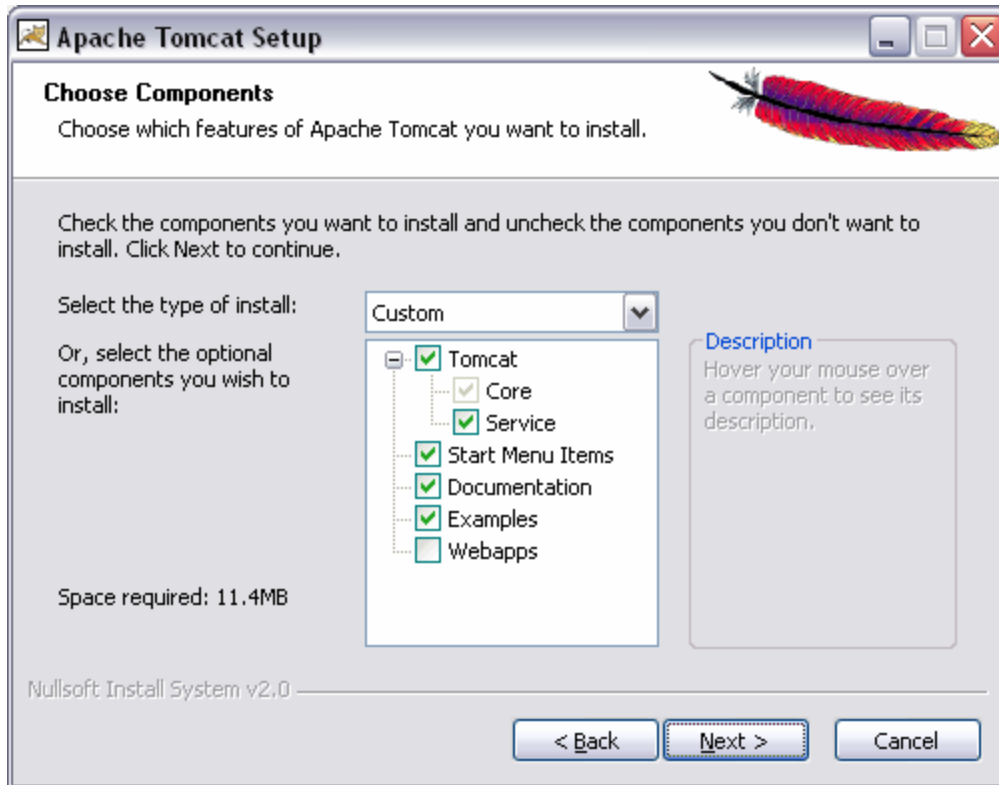 Apache Tomcat Setup
Choose Components
Choose which features of Apache Tomcat you want to install.
Check the components you want to install and uncheck the components you don't want to
install. Click Next to continue.
Select the type of install:
Custom
Or, select the optional
components you wish to
install:
Tomcat
Core
Service
Start Menu Items
Documentation
Examples
Webapps
Description
Hover your mouse over
a component to see its
description.
Space required: 11.4MB
Nullsoft Install System v2.0
< Back
Next >
Cancel